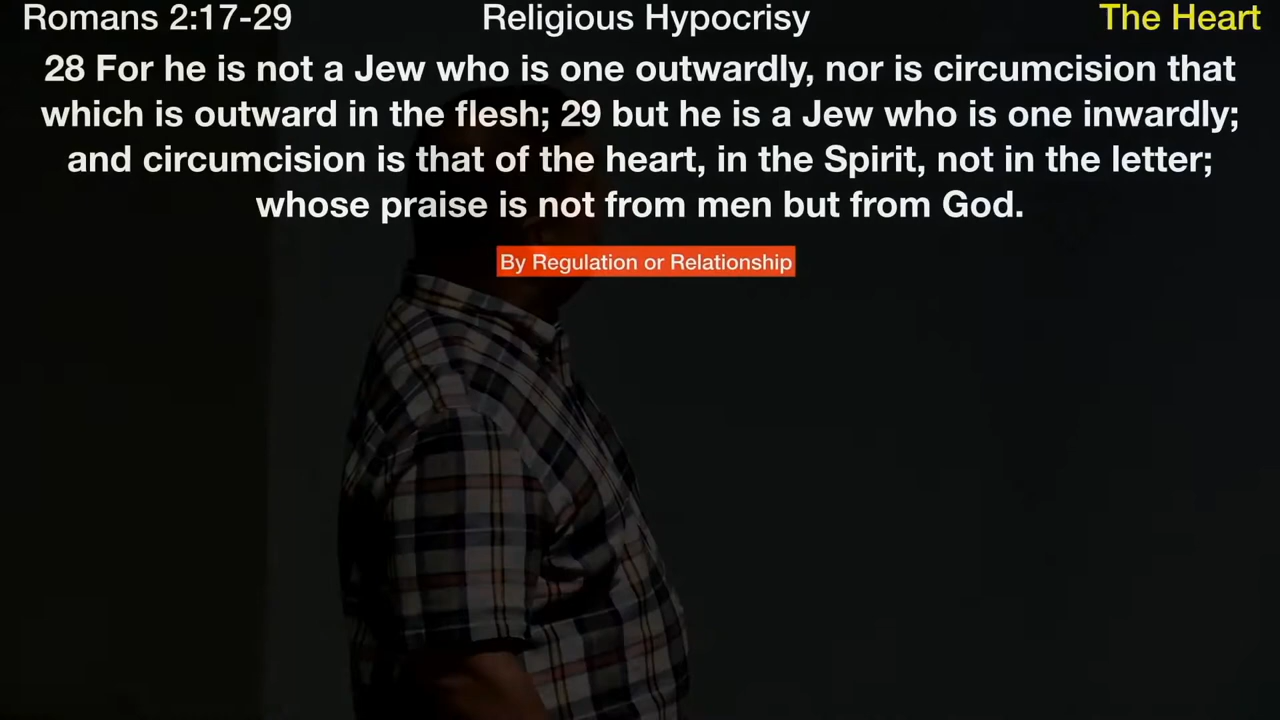 Romans 2:17-29 Religious Hypocrisy The Heart
28 For he is not a Jew who is one outwardly, nor is circumcision that
which is outward in the flesh; 29 but he is a Jew who is one inwardly;
and circumcision is that of the heart, in the Spirit, not in the letter;
whose praise is not from men but from God.
By Regulation or Relationship